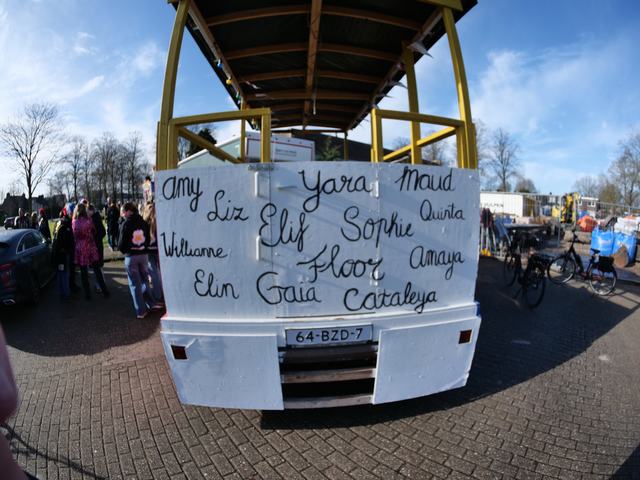 Amy Yara Maud
Liz Elif Sophie Quinta
Willianne Floor Amaya
Elin Gaia Cataleya
64-BZD-7